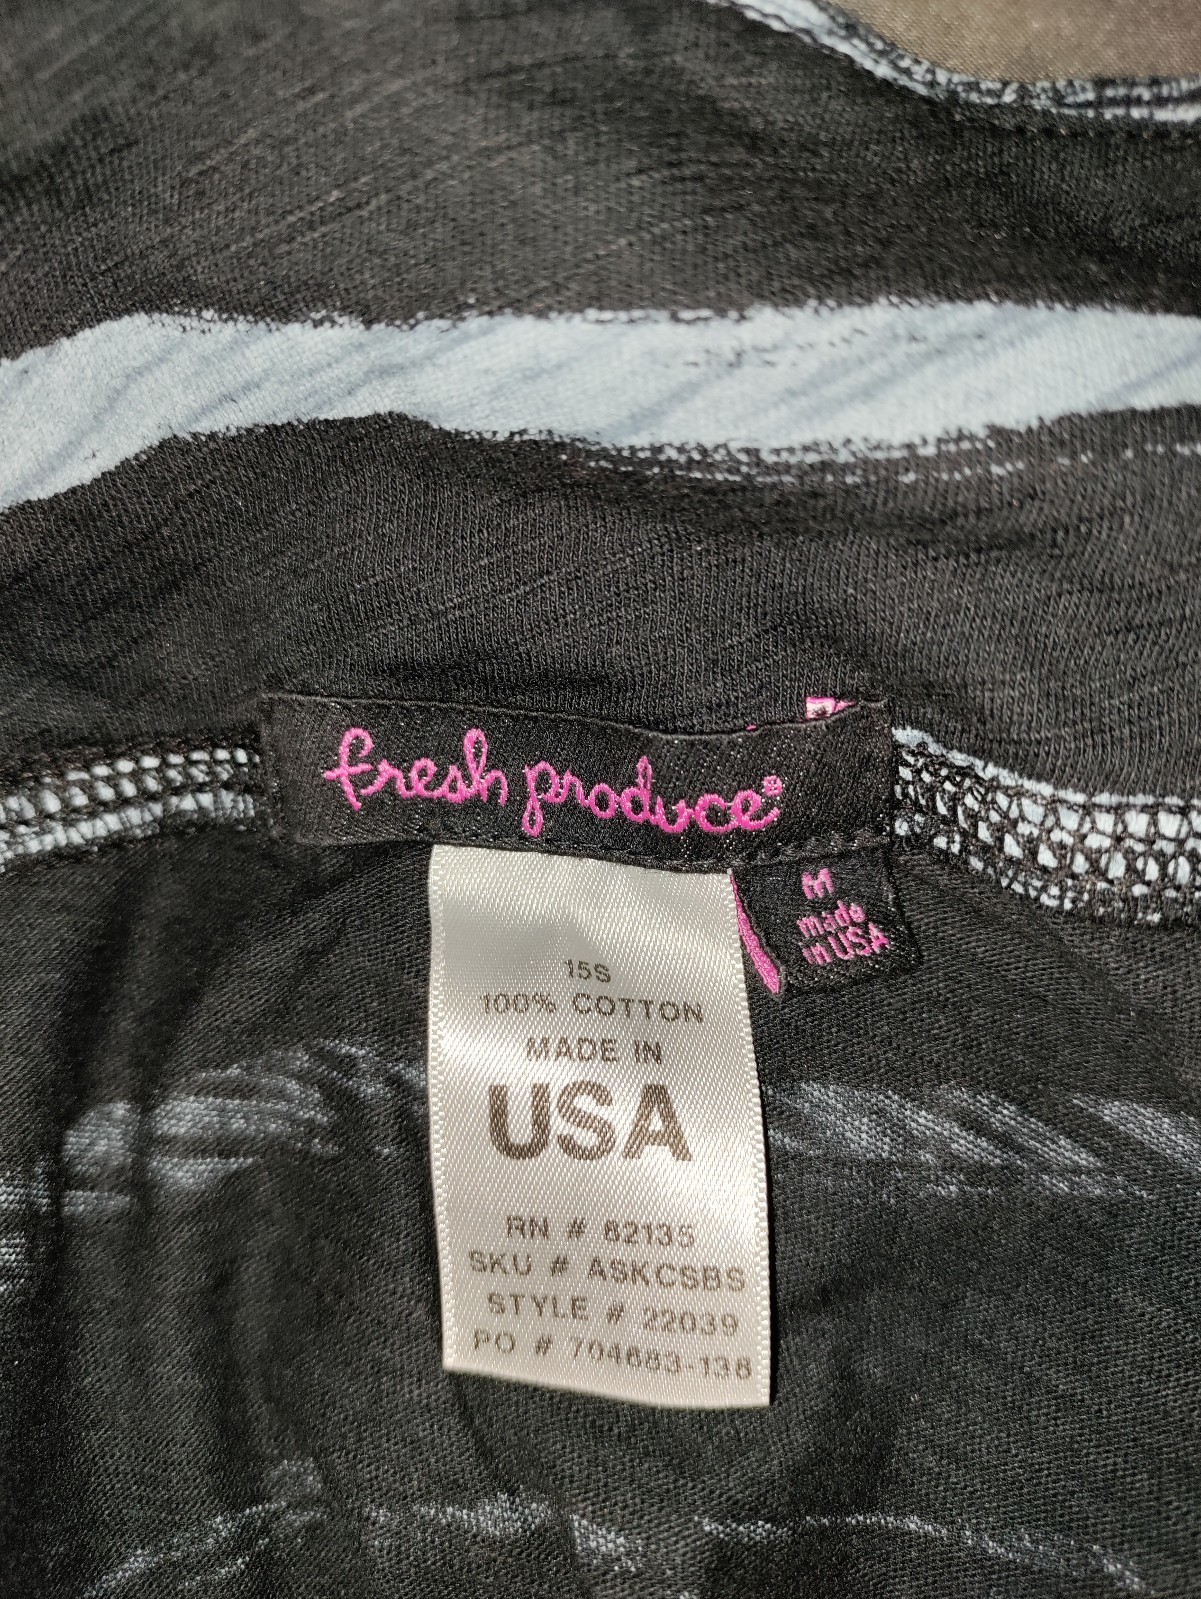 fresh produce®
M
made
in USA
15S
100% COTTON
MADE IN
USA
RN # 62135
SKU # ASKCSBS
STYLE # 22039
PO # 704683-138